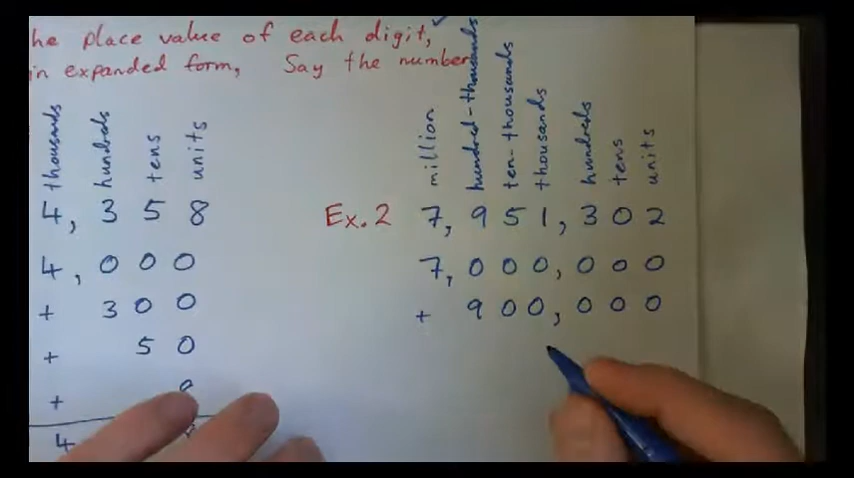 he place value of each digit,
in expanded form, Say the number
thousands hundreds tens units
4, 3 5 8
4, 0 0 0
+ 3 0 0
+ 5 0
+
4
million hundred-thousands ten-thousands thousands hundreds tens units
Ex. 2 7, 9 5 1, 3 0 2
7, 0 0 0, 0 0 0
+ 9 0 0, 0 0 0